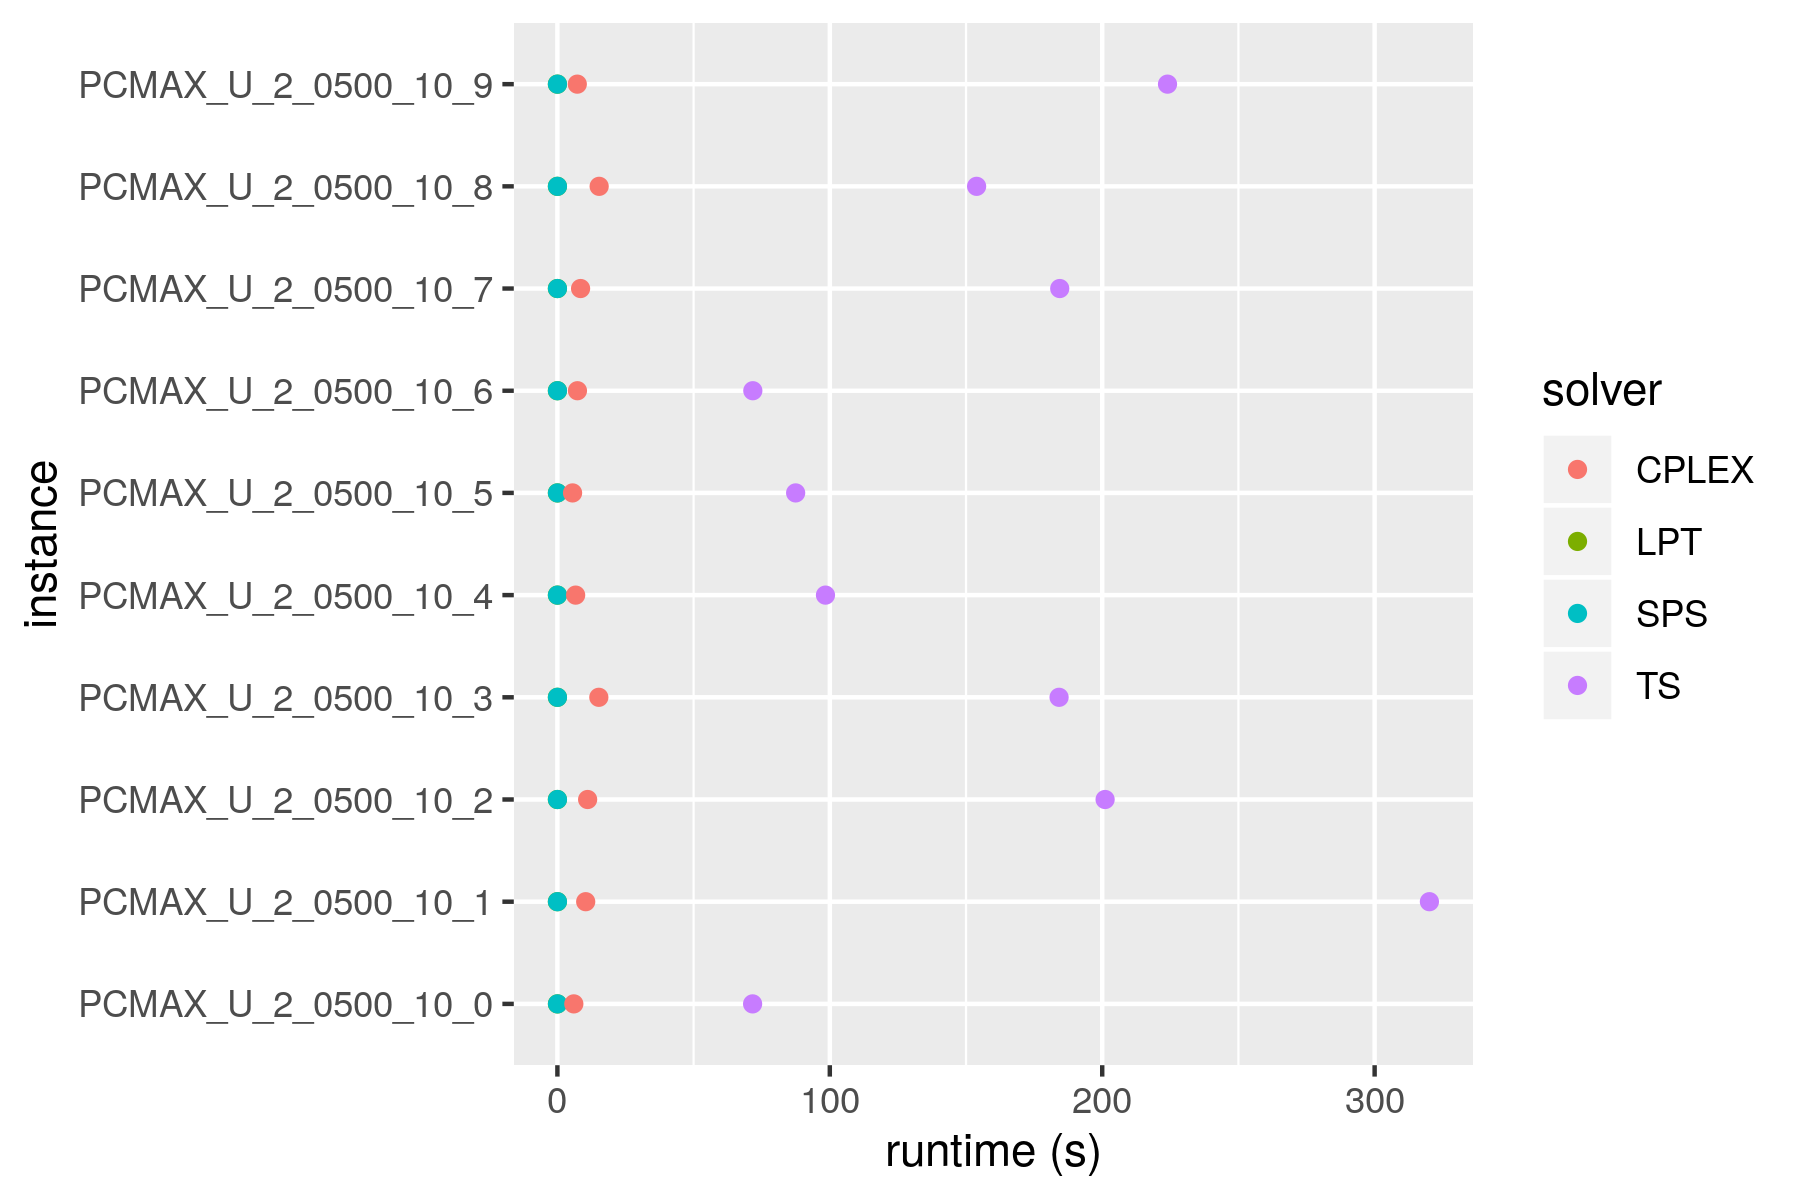 PCMAX_U_2_0500_10_9
PCMAX_U_2_0500_10_8
PCMAX_U_2_0500_10_7
PCMAX_U_2_0500_10_6
PCMAX_U_2_0500_10_5
PCMAX_U_2_0500_10_4
PCMAX_U_2_0500_10_3
PCMAX_U_2_0500_10_2
PCMAX_U_2_0500_10_1
PCMAX_U_2_0500_10_0
instance
0 100 200 300
runtime (s)
solver
CPLEX
LPT
SPS
TS